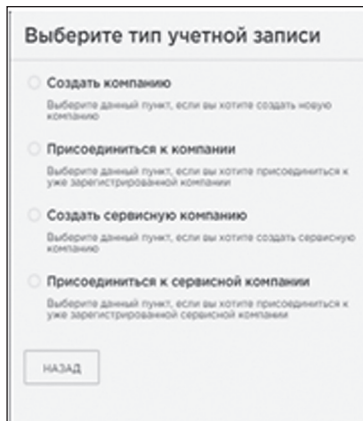 Выберите тип учетной записи
Создать компанию
Выберите данный пункт, если вы хотите создать новую
компанию
Присоединиться к компании
Выберите данный пункт, если вы хотите присоединиться к
уже зарегистрированной компании
Создать сервисную компанию
Выберите данный пункт, если вы хотите создать сервисную
компанию
Присоединиться к сервисной компании
Выберите данный пункт, если вы хотите присоединиться к
уже зарегистрированной сервисной компании
НАЗАД